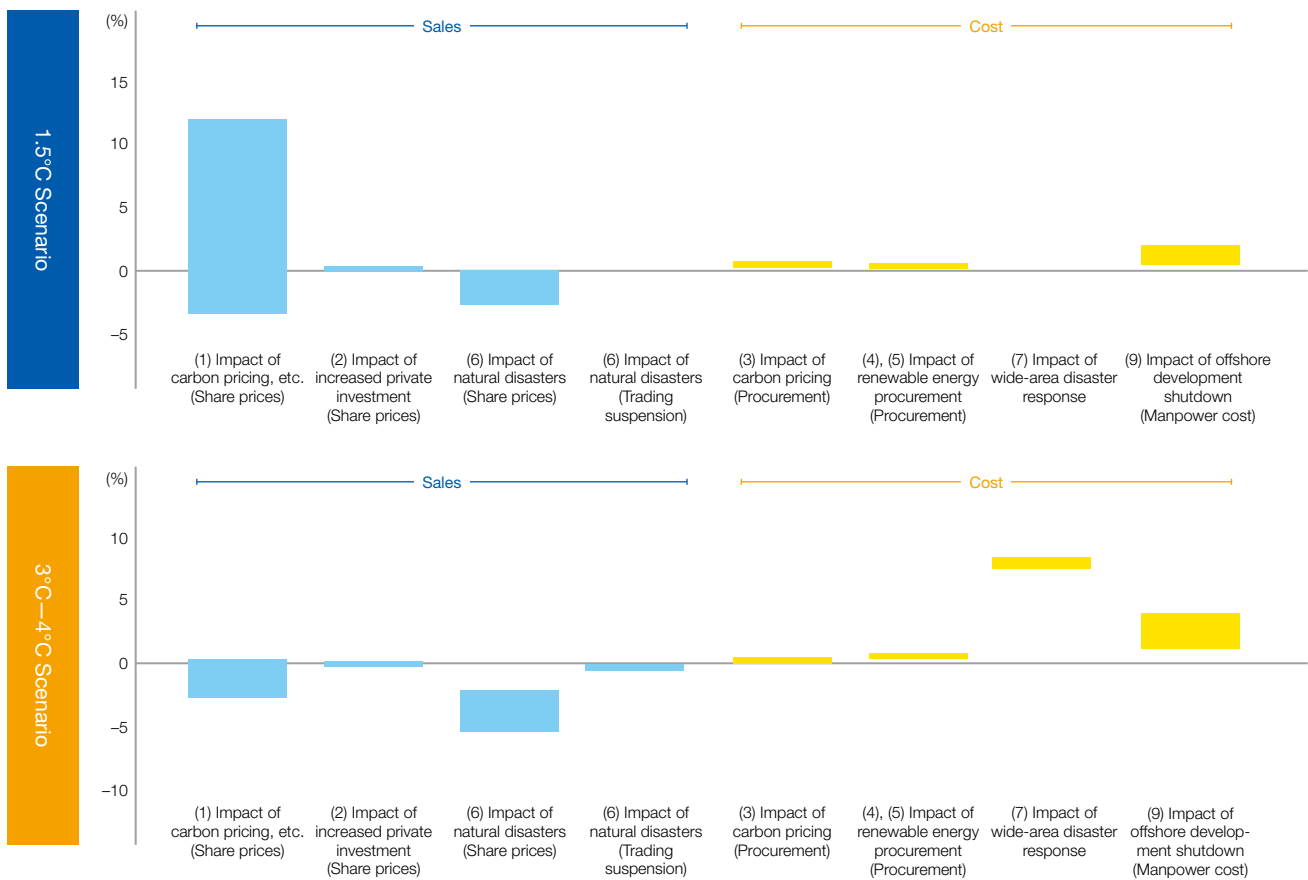 1.5°C Scenario
(%)
Sales
Cost
15
10
5
0
–5
(1) Impact of
carbon pricing, etc.
(Share prices)
(2) Impact of
increased private
investment
(Share prices)
(6) Impact of
natural disasters
(Share prices)
(6) Impact of
natural disasters
(Trading
suspension)
(3) Impact of
carbon pricing
(Procurement)
(4), (5) Impact of
renewable energy
procurement
(Procurement)
(7) Impact of
wide-area disaster
response
(9) Impact of offshore
development
shutdown
(Manpower cost)
3°C—4°C Scenario
(%)
Sales
Cost
10
5
0
–5
–10
(1) Impact of
carbon pricing, etc.
(Share prices)
(2) Impact of
increased private
investment
(Share prices)
(6) Impact of
natural disasters
(Share prices)
(6) Impact of
natural disasters
(Trading
suspension)
(3) Impact of
carbon pricing
(Procurement)
(4), (5) Impact of
renewable energy
procurement
(Procurement)
(7) Impact of
wide-area disaster
response
(9) Impact of
offshore develop-
ment shutdown
(Manpower cost)